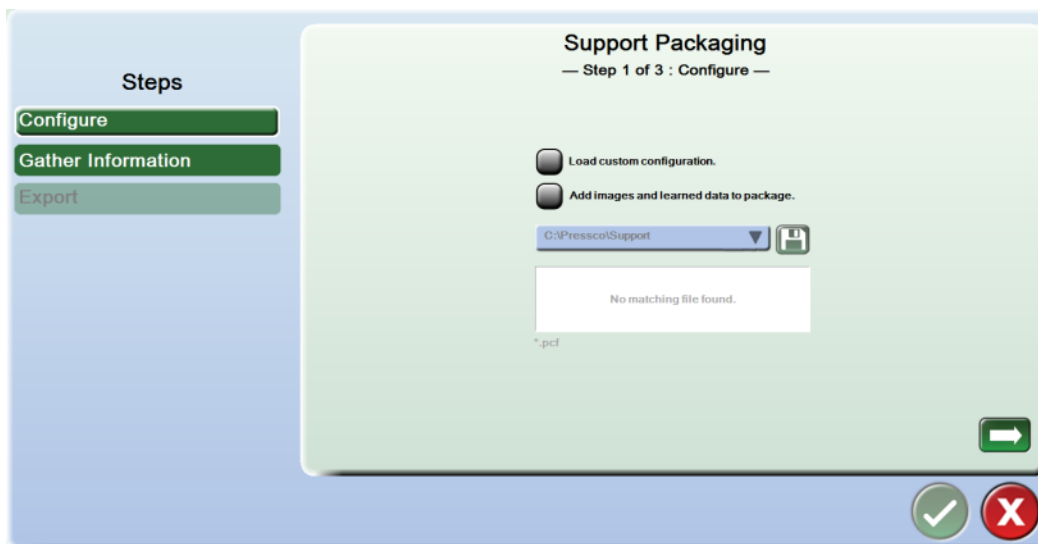 Support Packaging
— Step 1 of 3 : Configure —
Steps
Configure
Gather Information
Export
Load custom configuration.
Add images and learned data to package.
C:\Pressco\Support
No matching file found.
*.pcf
X